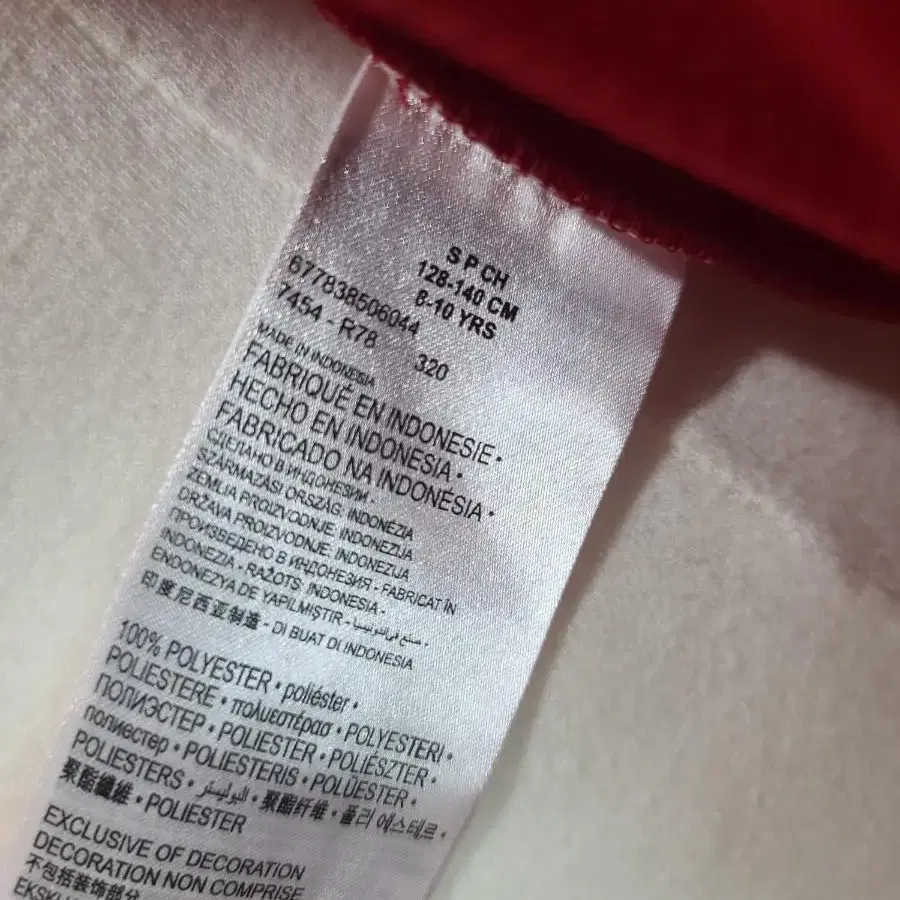 S P CH
128-140 CM
8-10 YRS
677838506044
7454 - R78 320
MADE IN INDONESIA
FABRIQUÉ EN INDONESIE •
HECHO EN INDONESIA •
FABRICADO NA INDONÉSIA •
СДЕЛАНО В ИНДОНЕЗИИ
SZÁRMAZÁSI ORSZÁG, INDONÉZIA
ZEMLJA PROIZVODNJE, INDONEZIJA
DRŽAVA PROIZVODNJE, INDONEZIJA
ПРОИЗВЕДЕНО В ИНДОНЕЗИЯ - FABRICAT ÎN
INDONEZIA - RAŽOTS, INDONESIA -
ENDONEZYA DE YAPILMIŞTIR - صنع في اندونيسيا -
印度尼西亚制造 - DI BUAT DI INDONESIA
100% POLYESTER • poliéster •
POLIESTERE • πολυεστέρας • POLYESTERI •
ПОЛИЭСТЕР • POLIESTER • POLIÉSZTER •
полиестер • POLIESTERIS • POLÜESTER •
POLIESTERS • البوليستر • 聚酯纤维 • 폴리에스테르 •
聚酯纖維 • POLIESTER
EXCLUSIVE OF DECORATION
DECORATION NON COMPRISE
不包括装饰部分